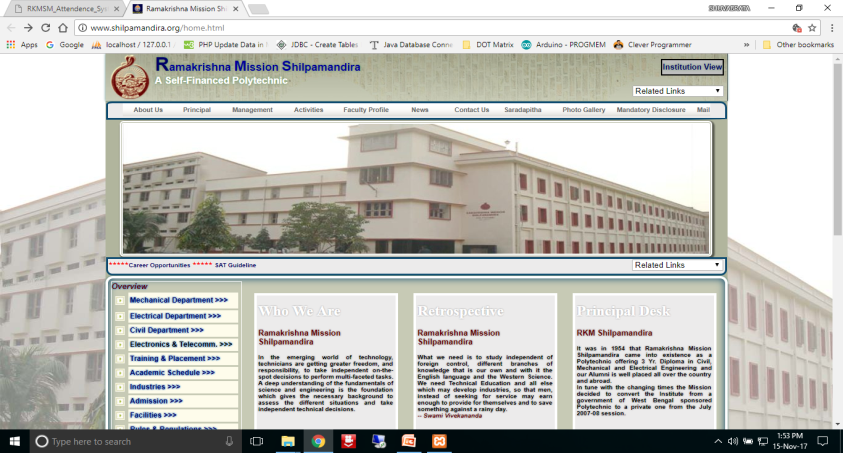 RKMSM_Attendence_Sys
Ramakrishna Mission Shi
SHIVABRATA
www.shilpamandira.org/home.html
Apps
Google
localhost / 127.0.0.1 /
PHP Update Data in
JDBC - Create Tables
Java Database Conne
DOT Matrix
Arduino - PROGMEM
Clever Programmer
»
Other bookmarks
Ramakrishna Mission Shilpamandira
A Self-Financed Polytechnic
Institution View
Related Links
About Us
Principal
Management
Activities
Faculty Profile
News
Contact Us
Saradapitha
Photo Gallery
Mandatory Disclosure
Mail
*****Career Opportunities ***** SAT Guideline
Related Links
Overview
Mechanical Department >>>
Electrical Department >>>
Civil Department >>>
Electronics & Telecomm. >>>
Training & Placement >>>
Academic Schedule >>>
Industries >>>
Admission >>>
Facilities >>>
Rules & Regulations >>>
Who We Are
Ramakrishna Mission
Shilpamandira
In the emerging world of technology,
technicians are getting greater freedom, and
responsibility, to take independent on-the-
spot decisions to perform multi-faceted tasks.
A deep understanding of the fundamentals of
science and engineering is the foundation
which gives the necessary background to
assess the different situations and take
independent technical decisions.
Retrospective
Ramakrishna Mission
Shilpamandira
What we need is to study independent of
foreign control, different branches of
knowledge that is our own and with it the
English language and the Western Science.
We need Technical Education and all else
which may develop industries, so that men,
instead of seeking for service may earn
enough to provide for themselves and to save
something against a rainy day.
-- Swami Vivekananda
Principal Desk
RKM Shilpamandira
It was in 1954 that Ramakrishna Mission
Shilpamandira came into existence as a
Polytechnic offering 3 Yr. Diploma in Civil,
Mechanical and Electrical Engineering and
our Alumni is well placed all over the country
and abroad.
In tune with the changing times the Mission
decided to convert the Institute from a
government of West Bengal sponsored
Polytechnic to a private one from the July
2007-08 session.
Type here to search
1:53 PM
15-Nov-17